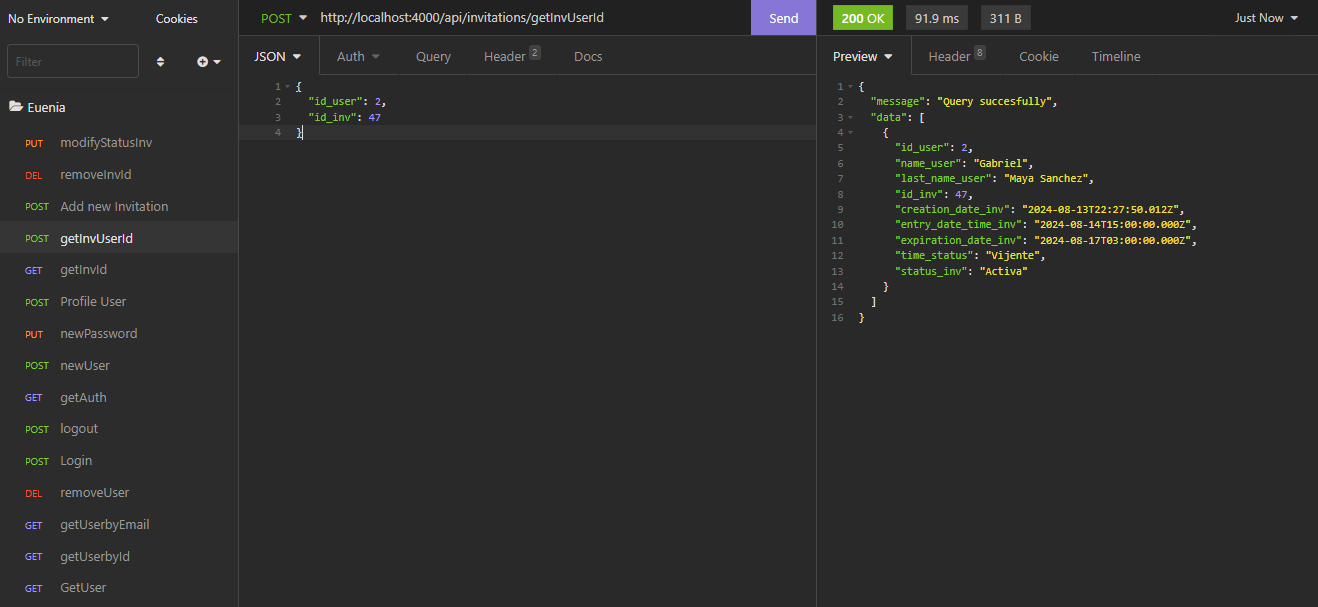 No Environment
Cookies
Filter
Euenia
PUT modifyStatusInv
DEL removeInvId
POST Add new Invitation
POST getInvUserId
GET getInvId
POST Profile User
PUT newPassword
POST newUser
GET getAuth
POST logout
POST Login
DEL removeUser
GET getUserbyEmail
GET getUserbyId
GET GetUser
POST http://localhost:4000/api/invitations/getInvUserId Send
JSON Auth Query Header 2 Docs
1 {
2 "id_user": 2,
3 "id_inv": 47
4 }
200 OK 91.9 ms 311 B Just Now
Preview Header 8 Cookie Timeline
1 {
2 "message": "Query succesfully",
3 "data": [
4 {
5 "id_user": 2,
6 "name_user": "Gabriel",
7 "last_name_user": "Maya Sanchez",
8 "id_inv": 47,
9 "creation_date_inv": "2024-08-13T22:27:50.012Z",
10 "entry_date_time_inv": "2024-08-14T15:00:00.000Z",
11 "expiration_date_inv": "2024-08-17T03:00:00.000Z",
12 "time_status": "Vijente",
13 "status_inv": "Activa"
14 }
15 ]
16 }